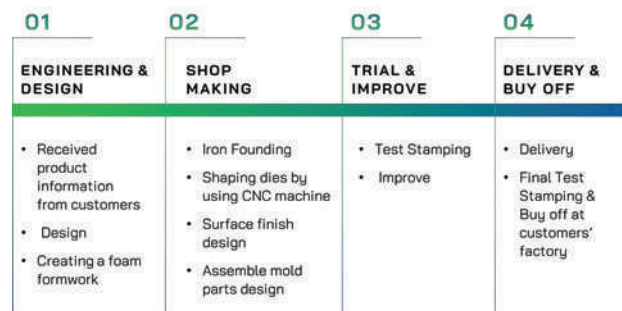 01
ENGINEERING &
DESIGN
• Received
product
information
from customers
• Design
• Creating a foam
formwork
02
SHOP
MAKING
• Iron Founding
• Shaping dies by
using CNC machine
• Surface finish
design
• Assemble mold
parts design
03
TRIAL &
IMPROVE
• Test Stamping
• Improve
04
DELIVERY &
BUY OFF
• Delivery
• Final Test
Stamping &
Buy off at
customers'
factory